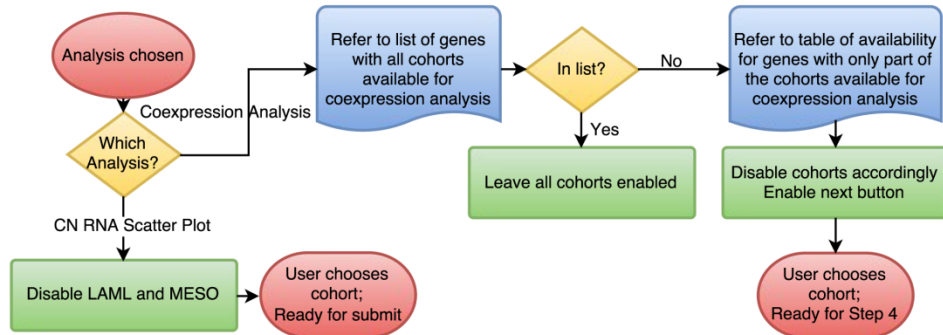 Analysis chosen
Which
Analysis?
Coexpression Analysis
Refer to list of genes
with all cohorts
available for
coexpression analysis
In list?
No
Yes
Refer to table of availability
for genes with only part of
the cohorts available for
coexpression analysis
Leave all cohorts enabled
Disable cohorts accordingly
Enable next button
CN RNA Scatter Plot
Disable LAML and MESO
User chooses
cohort;
Ready for submit
User chooses
cohort;
Ready for Step 4